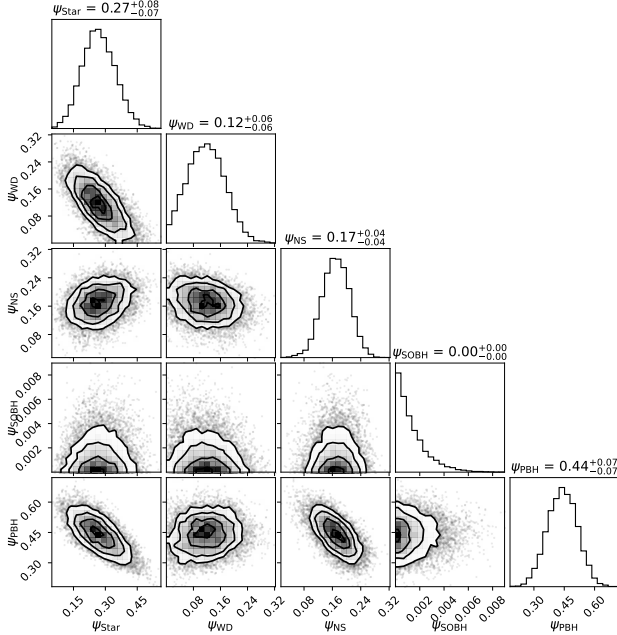 ψStar = 0.27+0.08−0.07
0.32
0.24
0.16
0.08
ψWD
ψWD = 0.12+0.06−0.06
0.32
0.24
0.16
0.08
ψNS
ψNS = 0.17+0.04−0.04
0.008
0.006
0.004
0.002
ψSOBH
ψSOBH = 0.00+0.00−0.00
0.60
0.45
0.30
ψPBH
ψPBH = 0.44+0.07−0.07
0.15 0.30 0.45
ψStar
0.08 0.16 0.24 0.32
ψWD
0.08 0.16 0.24 0.32
ψNS
0.002 0.004 0.006 0.008
ψSOBH
0.30 0.45 0.60
ψPBH